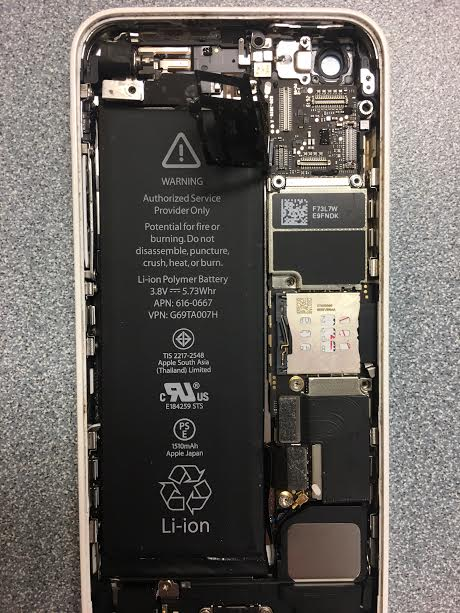 WARNING
Authorized Service
Provider Only
Potential for fire or
burning. Do not
disassemble, puncture,
crush, heat, or burn.
Li-ion Polymer Battery
3.8V ⎓ 5.73Whr
APN: 616-0667
VPN: G69TA007H
TIS 2217-2548
Apple South Asia
(Thailand) Limited
c RU® US
E184259 STS
PS
E
1510mAh
Apple Japan
Li-ion
F73L7W
E9FNDK